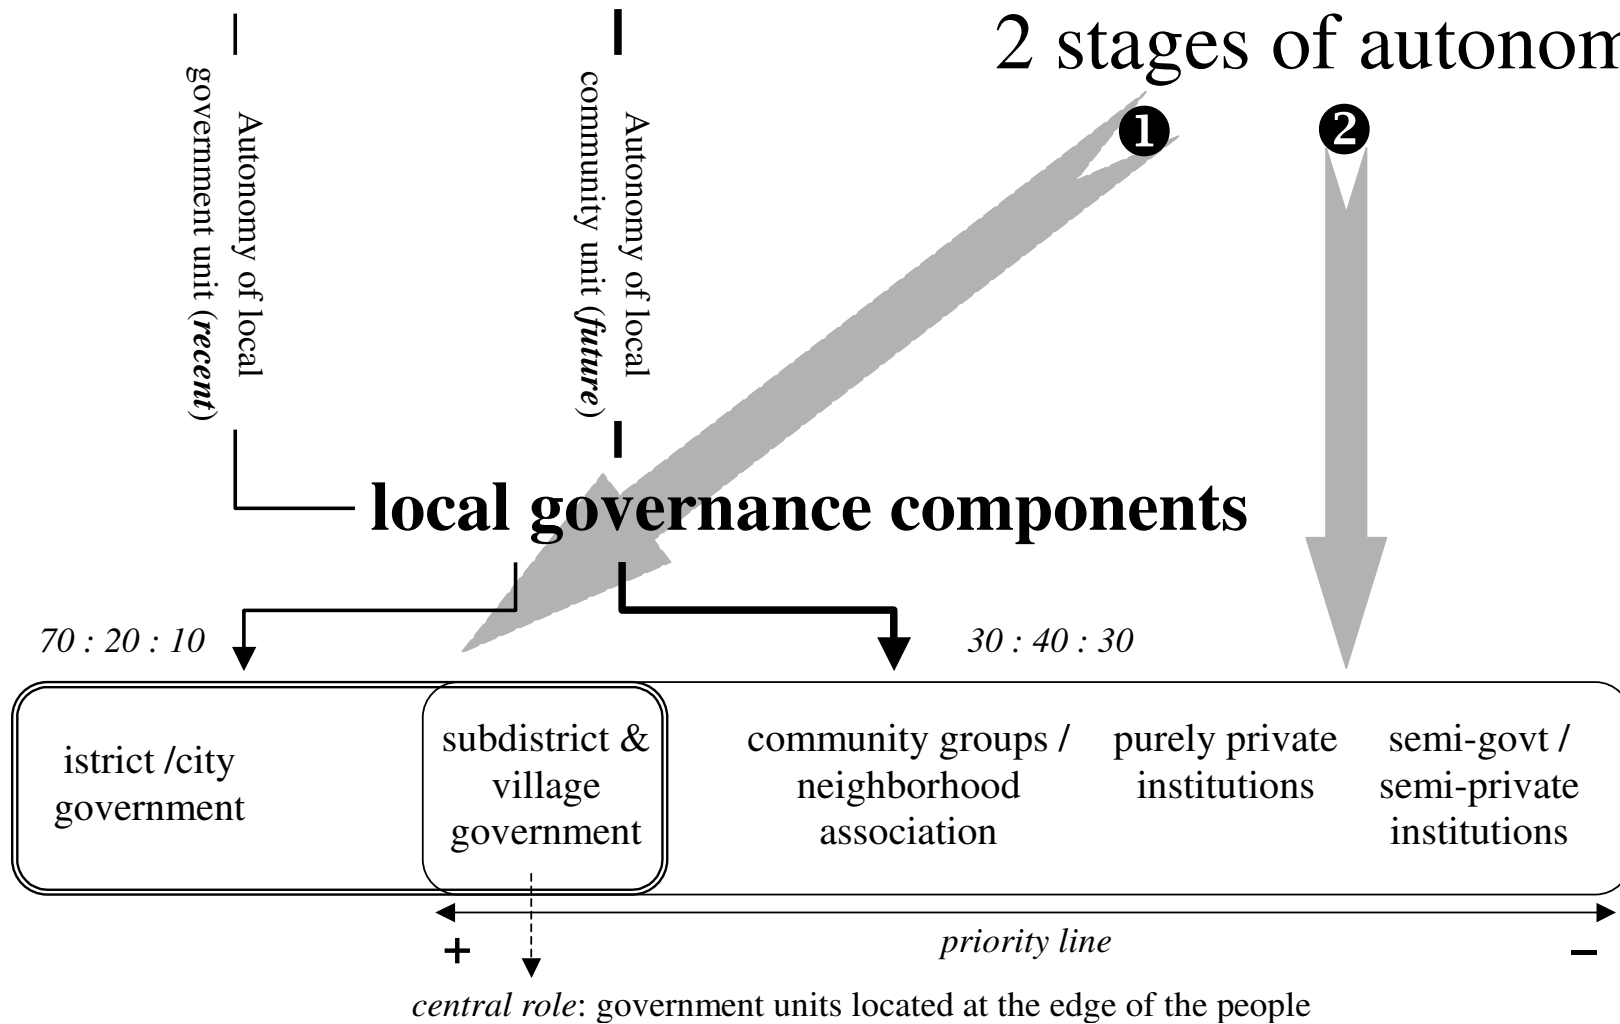 2 stages of autonom
❶ ❷
Autonomy of local
government unit (recent)
Autonomy of local
community unit (future)
local governance components
70 : 20 : 10
30 : 40 : 30
istrict /city
government
subdistrict &
village
government
community groups /
neighborhood
association
purely private
institutions
semi-govt /
semi-private
institutions
+
priority line
–
central role: government units located at the edge of the people